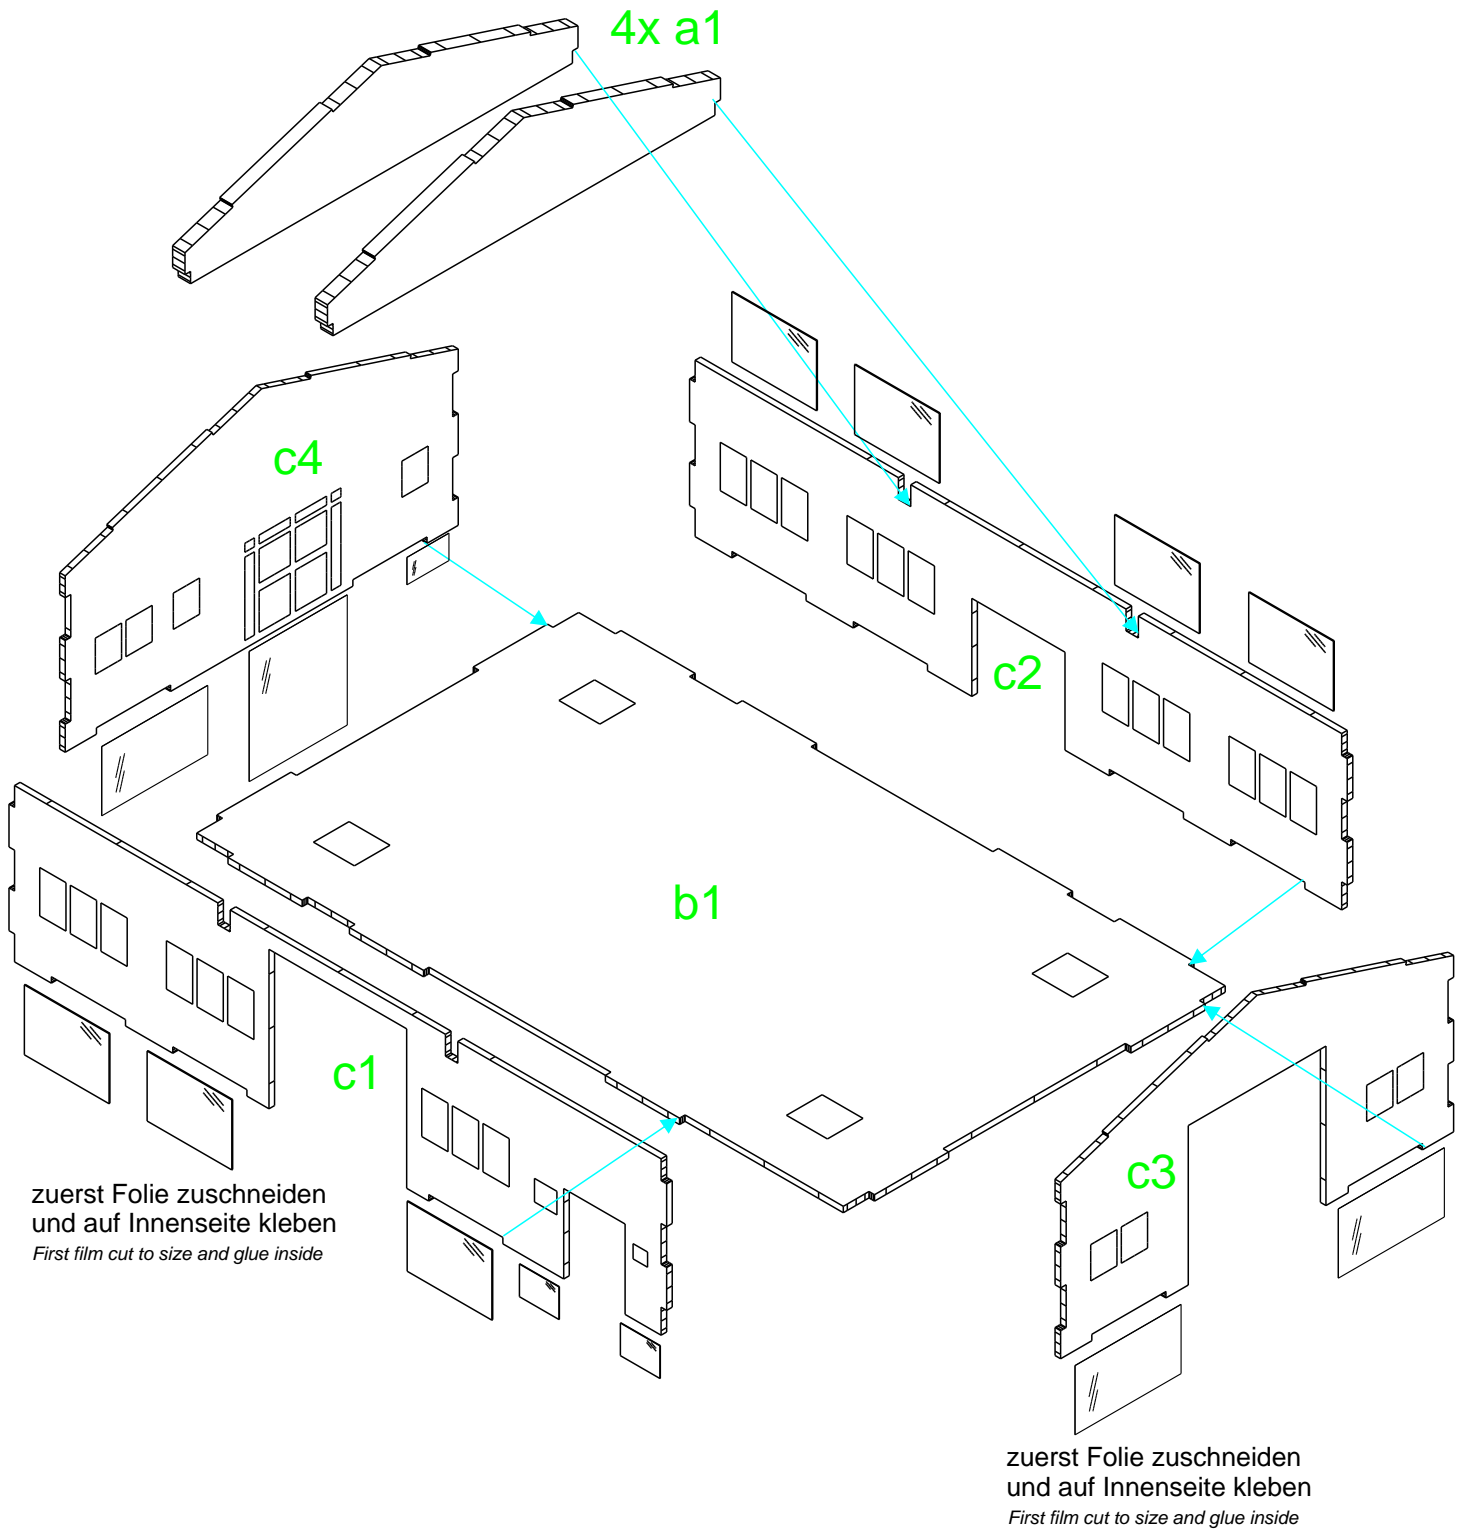 4x a1
c4
c2
b1
c1
c3
zuerst Folie zuschneiden
und auf Innenseite kleben
First film cut to size and glue inside
zuerst Folie zuschneiden
und auf Innenseite kleben
First film cut to size and glue inside